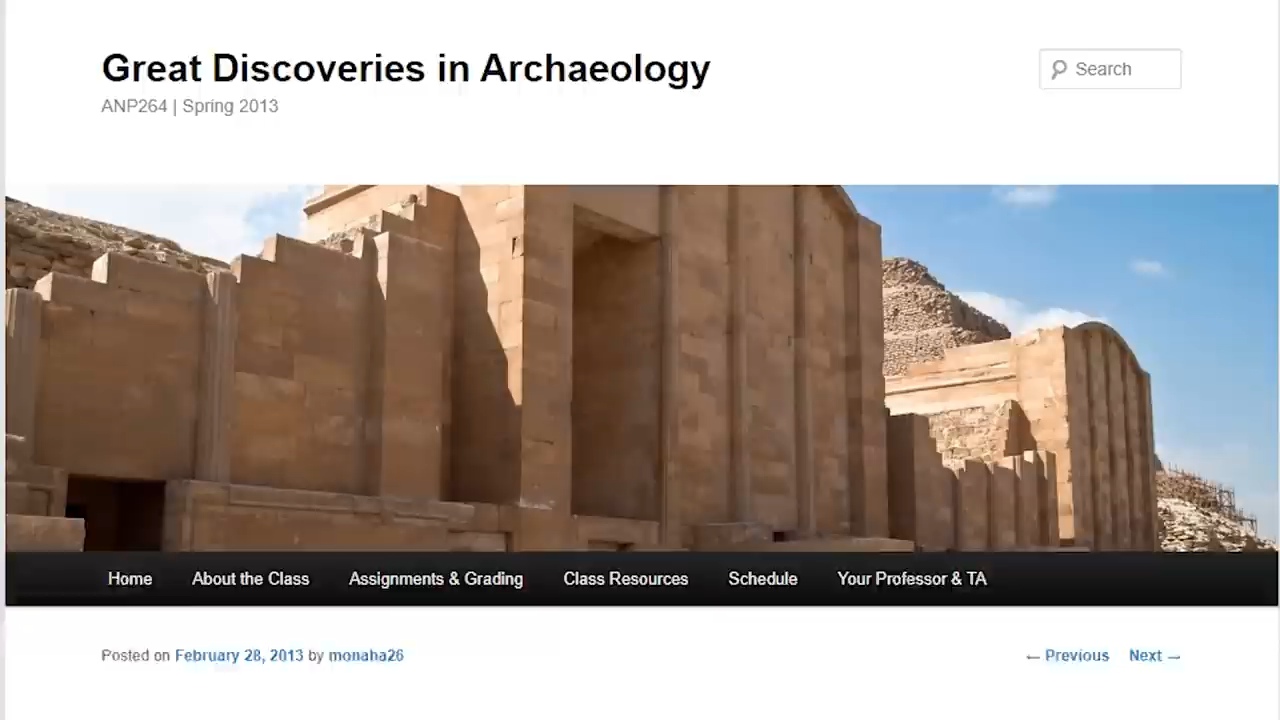 Great Discoveries in Archaeology
Search
ANP264 | Spring 2013
Home About the Class Assignments & Grading Class Resources Schedule Your Professor & TA
Posted on February 28, 2013 by monaha26
← Previous Next →